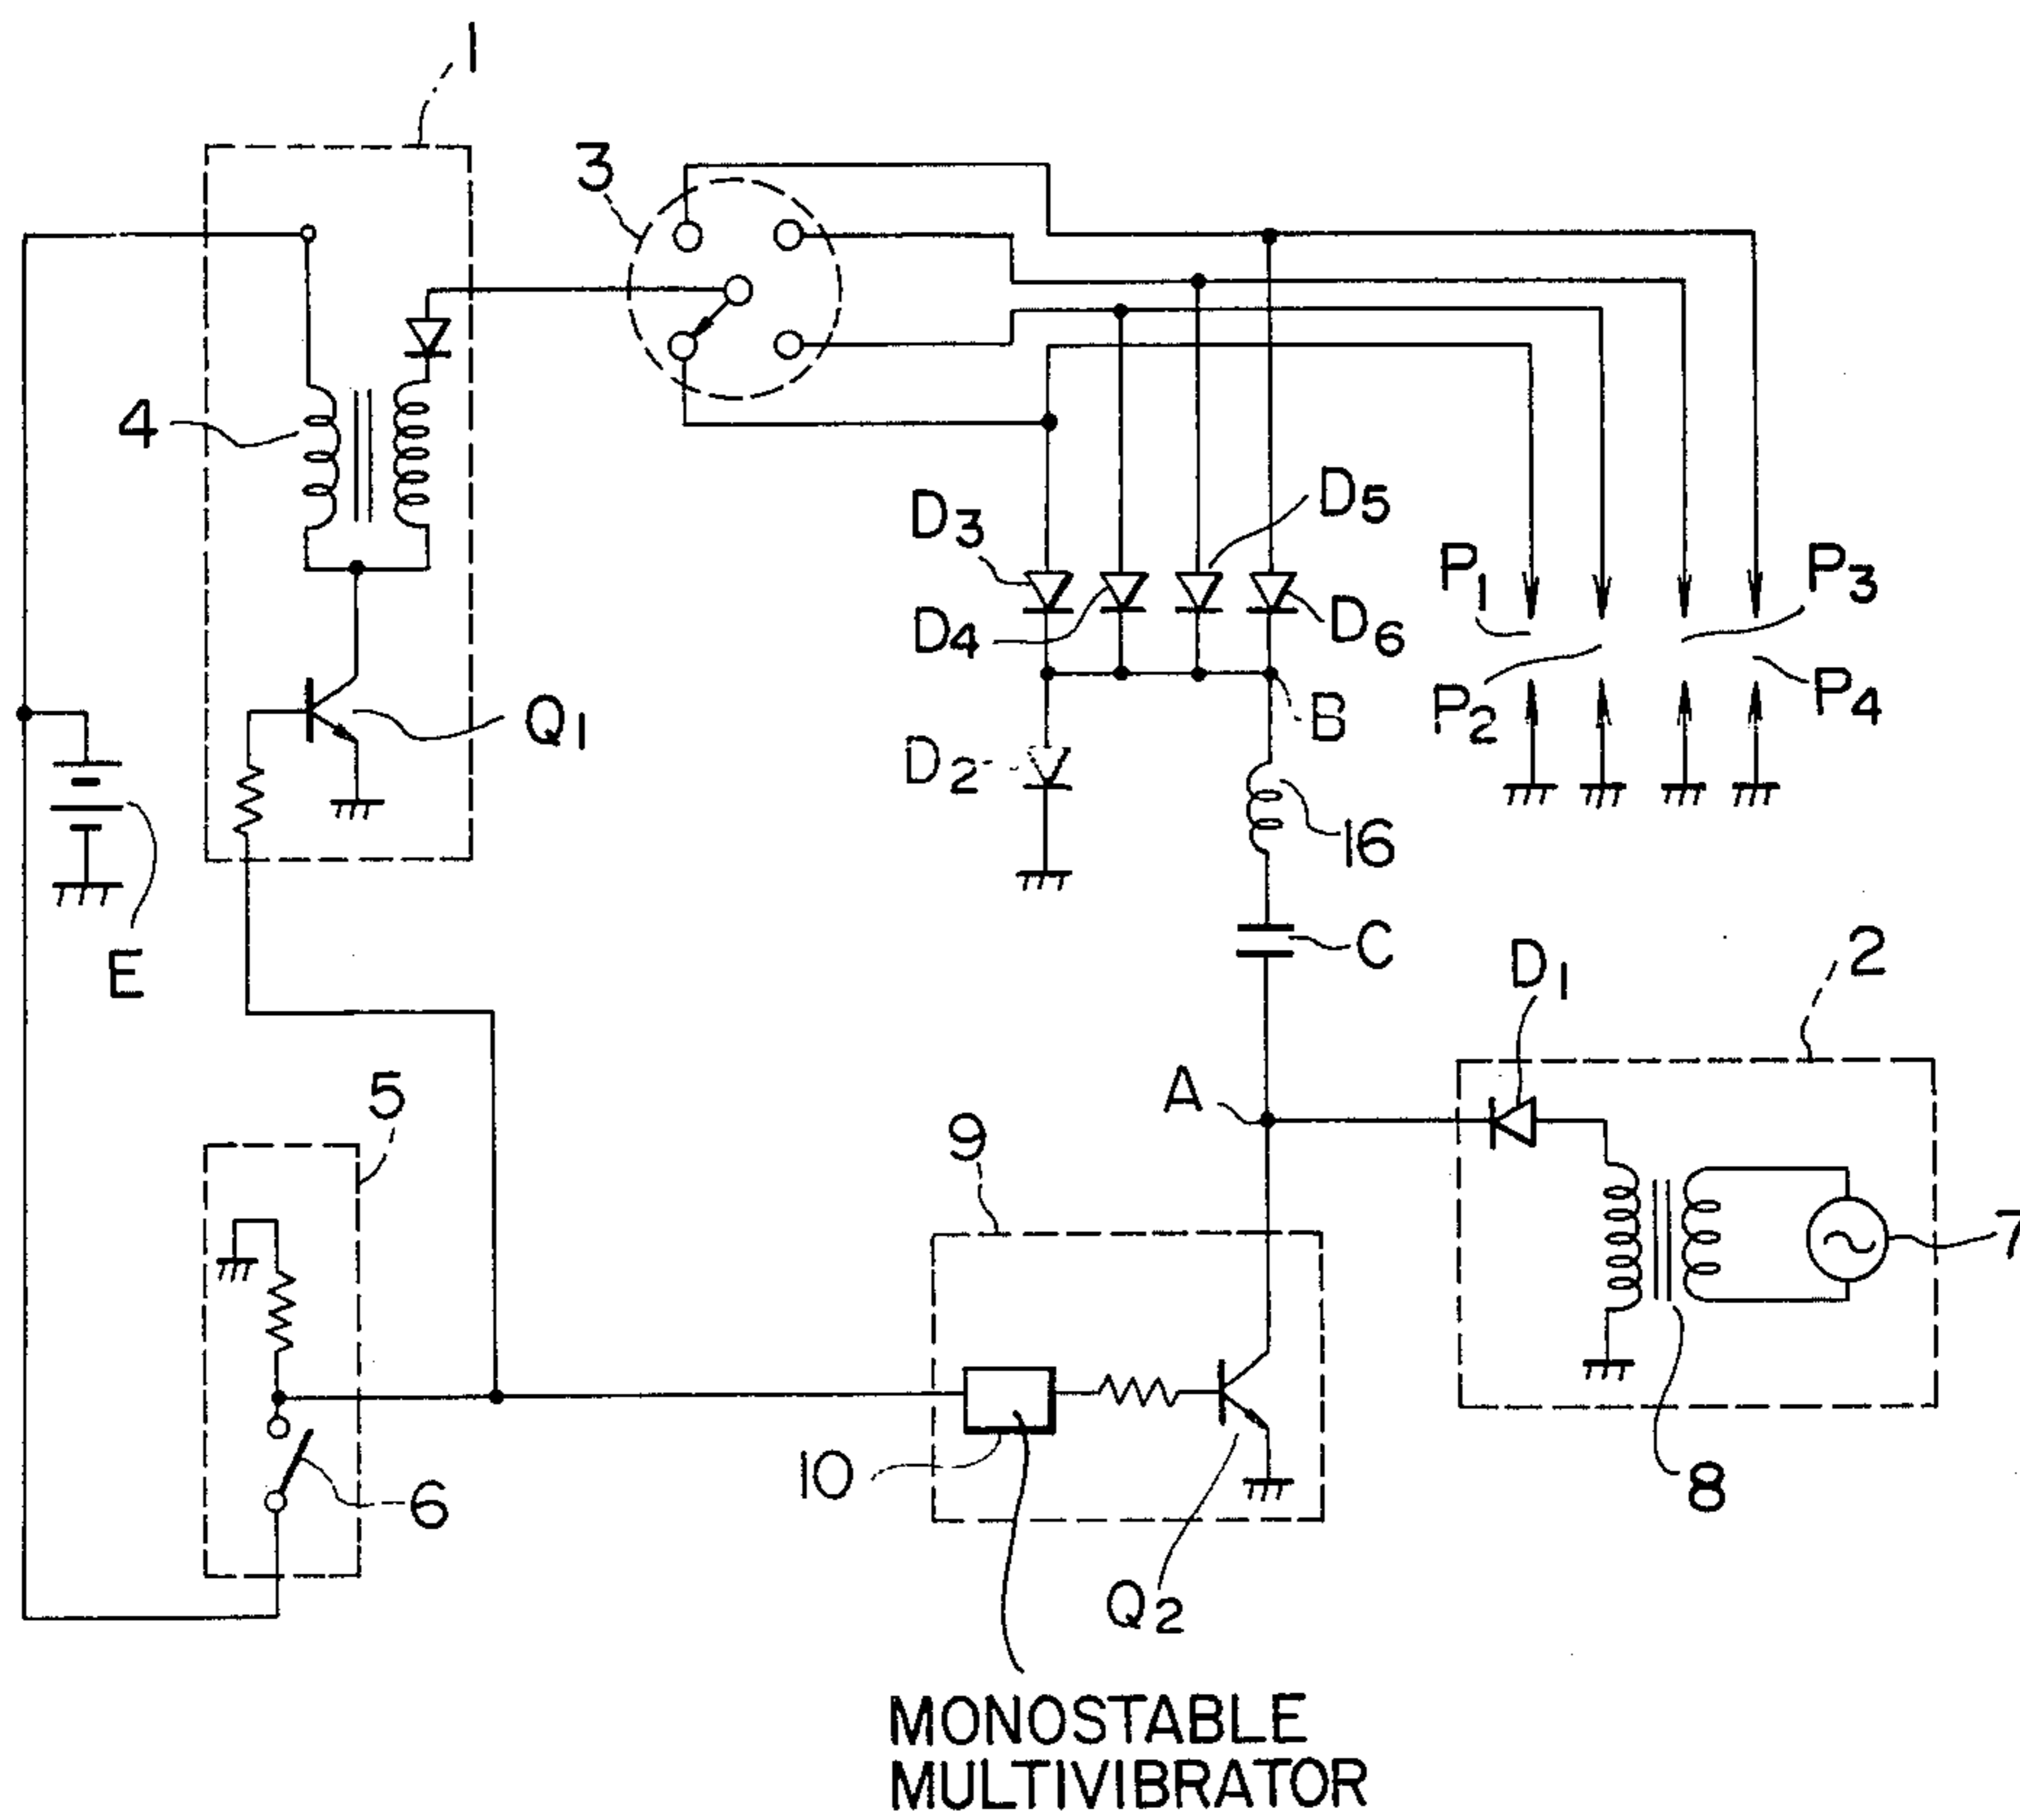 1
3
4
D3
D5
P1
P3
D4
D6
P2
P4
B
Q1
D2
16
E
C
D1
2
5
A
9
7
6
10
8
Q2
MONOSTABLE
MULTIVIBRATOR